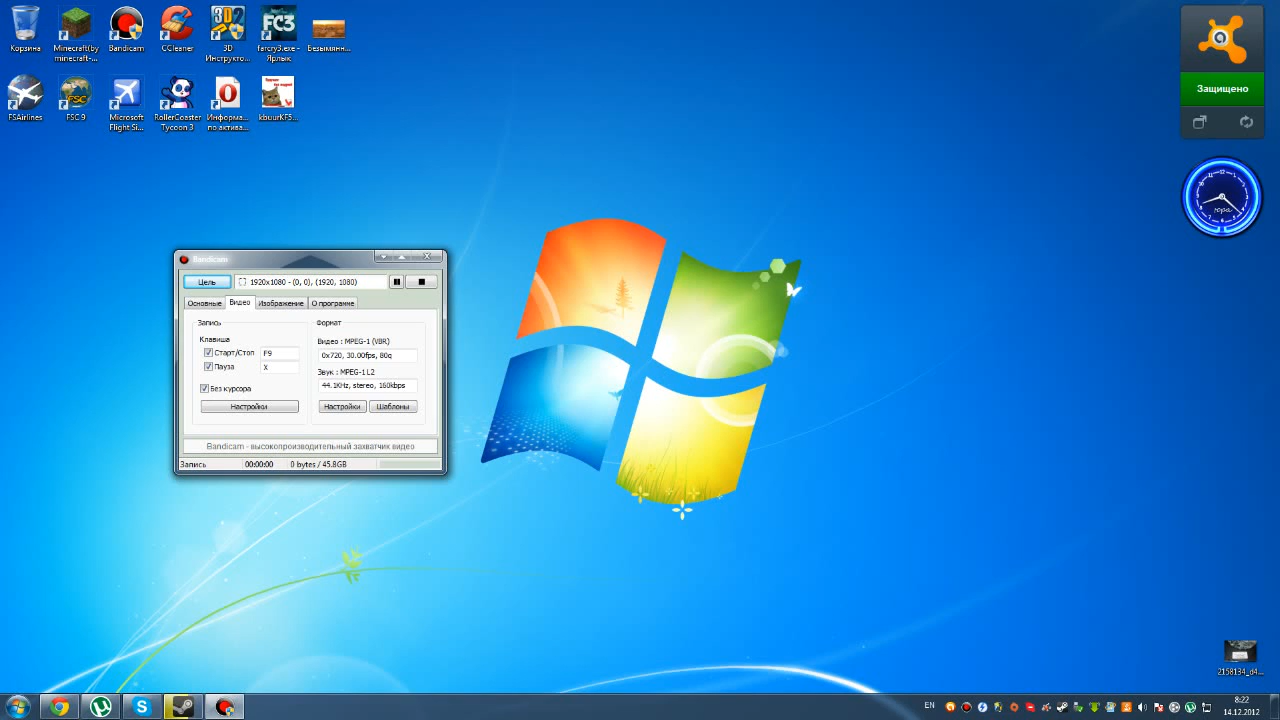 Корзина
Minecraft(by minecraft-...
Bandicam
CCleaner
3D Инструкто...
FC3
farcry3.exe - Ярлык
Безымянн...
FSAirlines
FSC
FSC 9
Microsoft Flight Si...
RollerCoaster Tycoon 3
Информа... по актива...
kbuurKF5...
Защищено
Bandicam
Цель
1920x1080 - (0, 0), (1920, 1080)
Основные
Видео
Изображение
О программе
Запись
Клавиша
Старт/Стоп
F9
Пауза
X
Без курсора
Настройки
Формат
Видео : MPEG-1 (VBR)
0x720, 30.00fps, 80q
Звук : MPEG-1 L2
44.1KHz, stereo, 160kbps
Настройки
Шаблоны
Bandicam - высокопроизводительный захватчик видео
Запись
00:00:00
0 bytes / 45.8GB
2158134_d4...
EN
8:22
14.12.2012